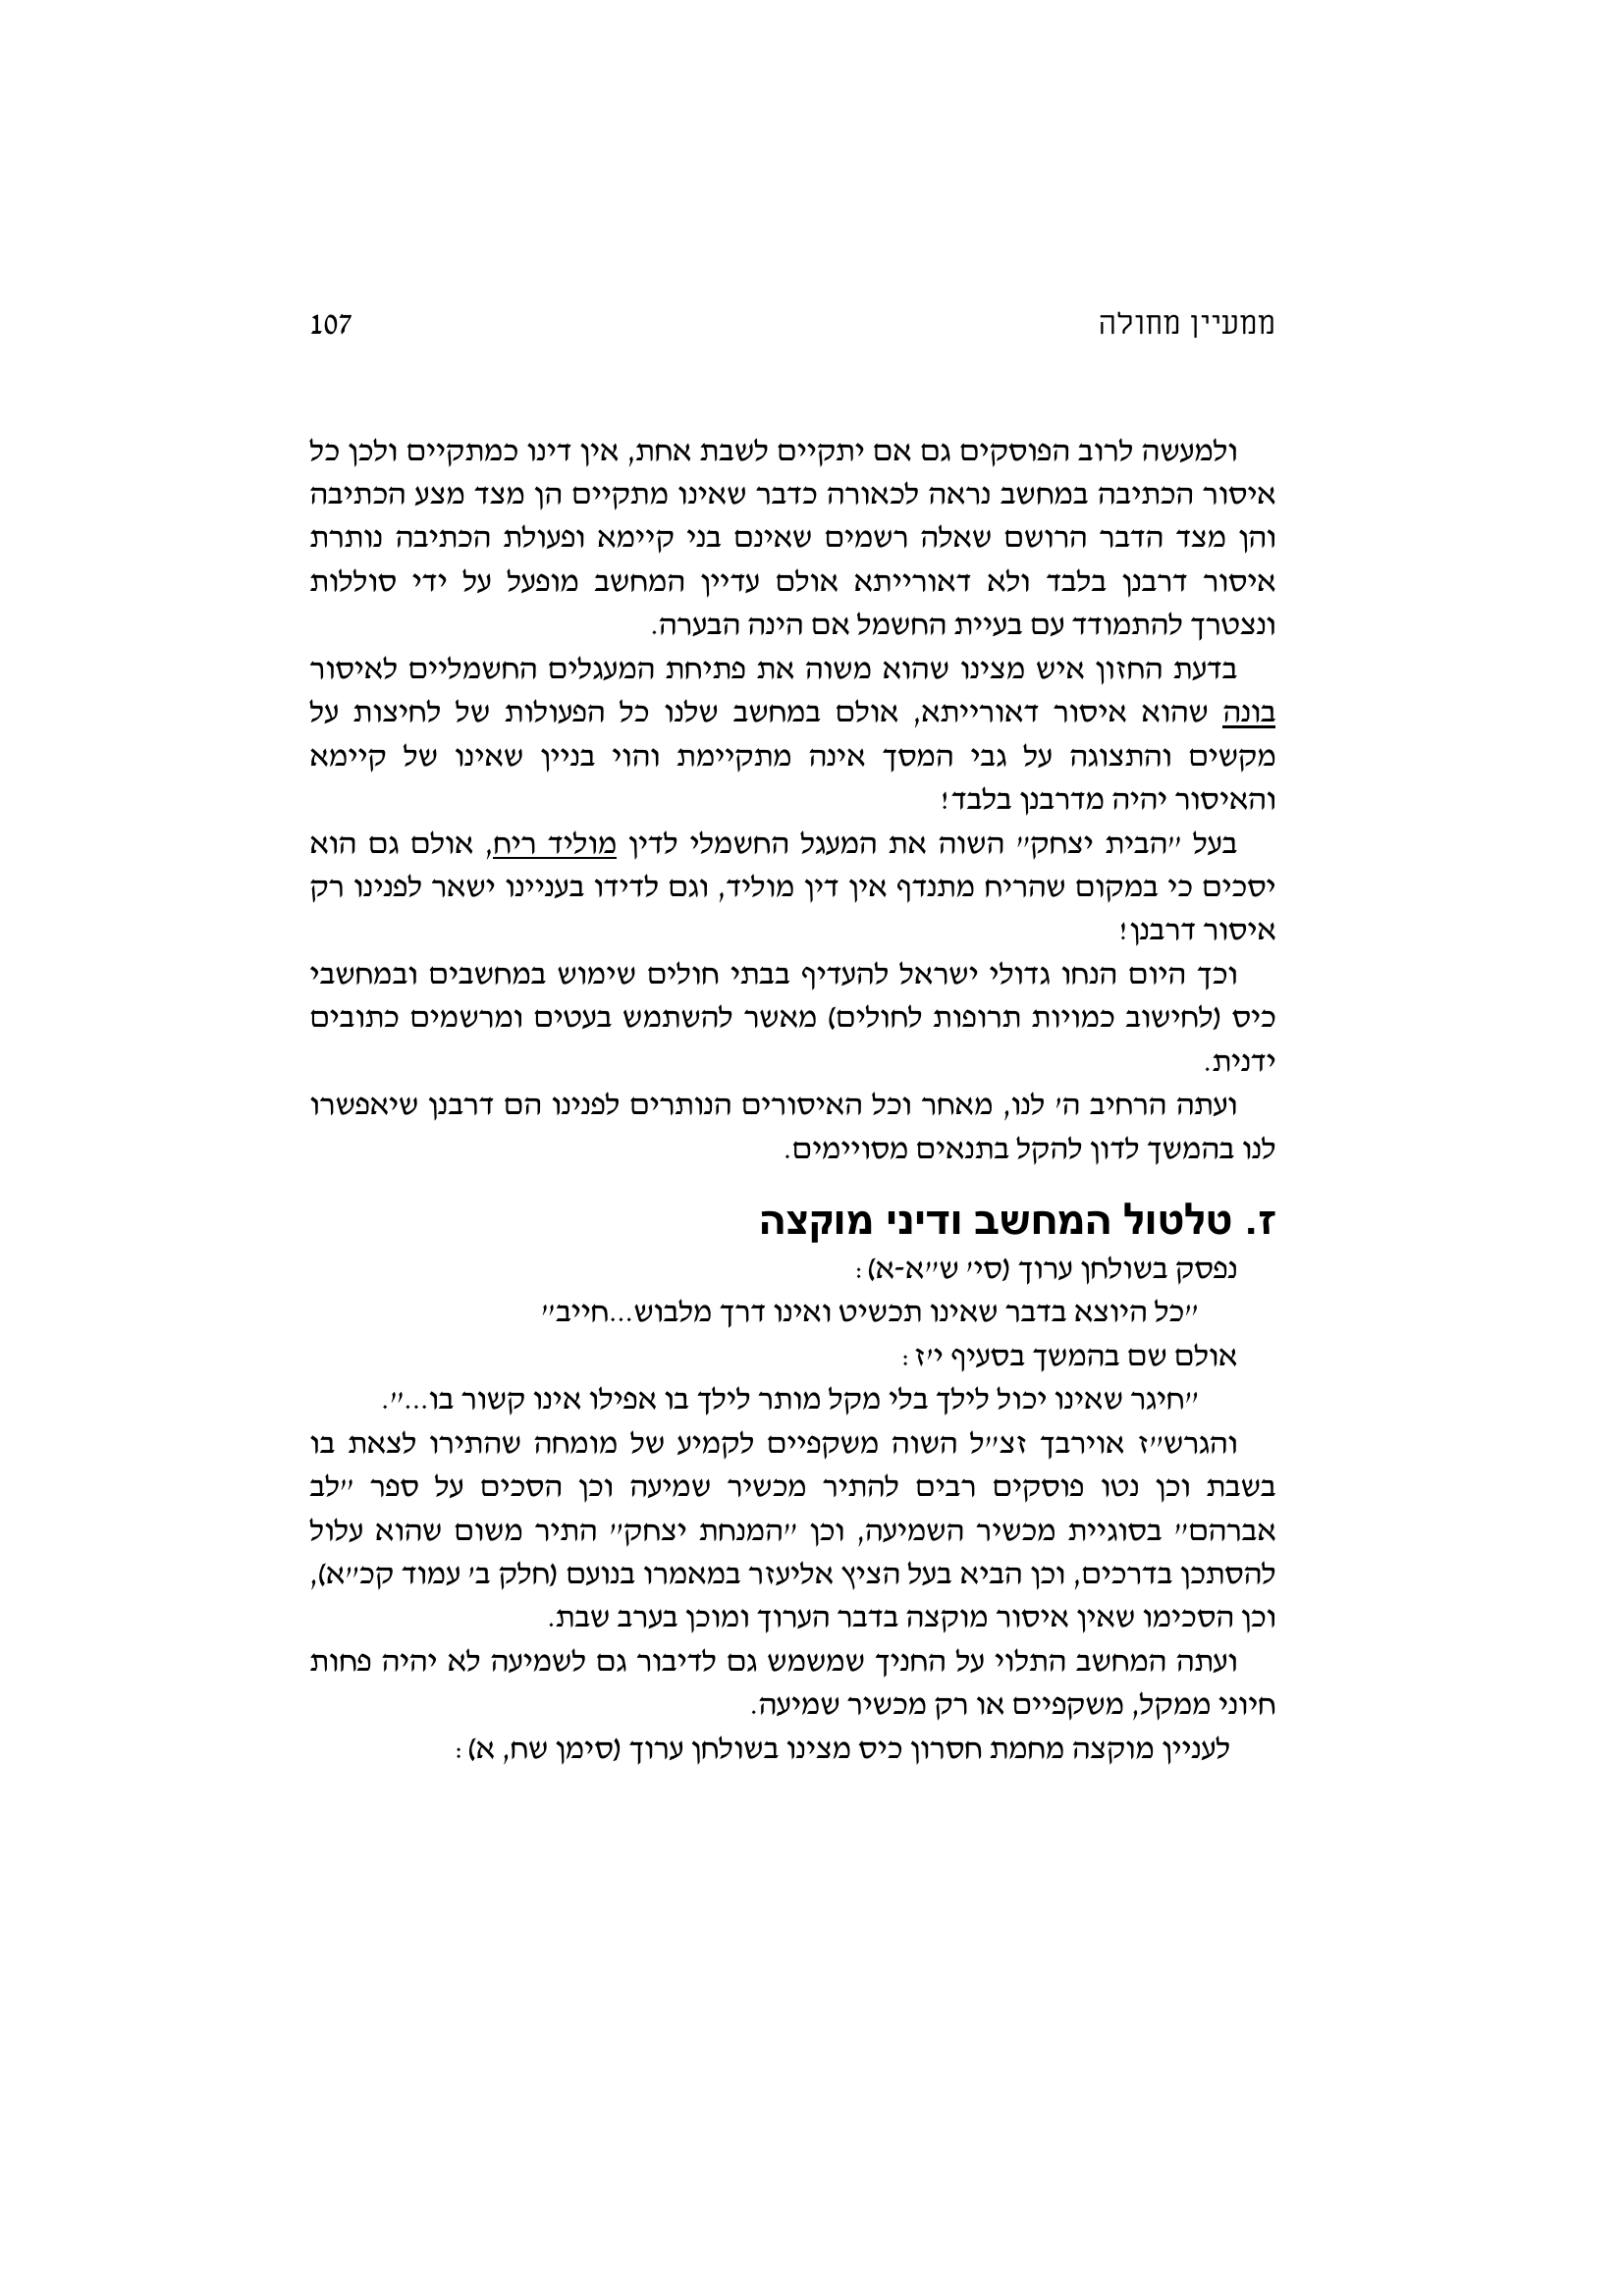 ממעיין מחולה 107
ולמעשה לרוב הפוסקים גם אם יתקיים לשבת אחת, אין דינו כמתקיים ולכן כל
איסור הכתיבה במחשב נראה לכאורה כדבר שאינו מתקיים הן מצד מצע הכתיבה
והן מצד הדבר הרושם שאלה רשמים שאינם בני קיימא ופעולת הכתיבה נותרת
איסור דרבנן בלבד ולא דאורייתא אולם עדיין המחשב מופעל על ידי סוללות
ונצטרך להתמודד עם בעיית החשמל אם הינה הבערה.
בדעת החזון איש מצינו שהוא משוה את פתיחת המעגלים החשמליים לאיסור
בונה שהוא איסור דאורייתא, אולם במחשב שלנו כל הפעולות של לחיצות על
מקשים והתצוגה על גבי המסך אינה מתקיימת והוי בניין שאינו של קיימא
והאיסור יהיה מדרבנן בלבד!
בעל "הבית יצחק" השוה את המעגל החשמלי לדין מוליד ריח, אולם גם הוא
יסכים כי במקום שהריח מתנדף אין דין מוליד, וגם לדידו בעניינו ישאר לפנינו רק
איסור דרבנן!
וכך היום הנחו גדולי ישראל להעדיף בבתי חולים שימוש במחשבים ובמחשבי
כיס (לחישוב כמויות תרופות לחולים) מאשר להשתמש בעטים ומרשמים כתובים
ידנית.
ועתה הרחיב ה' לנו, מאחר וכל האיסורים הנותרים לפנינו הם דרבנן שיאפשרו
לנו בהמשך לדון להקל בתנאים מסויימים.
ז. טלטול המחשב ודיני מוקצה
נפסק בשולחן ערוך (סי' ש"א-א):
"כל היוצא בדבר שאינו תכשיט ואינו דרך מלבוש...חייב"
אולם שם בהמשך בסעיף י'ז:
"חיגר שאינו יכול לילך בלי מקל מותר לילך בו אפילו אינו קשור בו...".
והגרש"ז אוירבך זצ"ל השוה משקפיים לקמיע של מומחה שהתירו לצאת בו
בשבת וכן נטו פוסקים רבים להתיר מכשיר שמיעה וכן הסכים על ספר "לב
אברהם" בסוגיית מכשיר השמיעה, וכן "המנחת יצחק" התיר משום שהוא עלול
להסתכן בדרכים, וכן הביא בעל הציץ אליעזר במאמרו בנועם (חלק ב' עמוד קכ"א),
וכן הסכימו שאין איסור מוקצה בדבר הערוך ומוכן בערב שבת.
ועתה המחשב התלוי על החניך שמשמש גם לדיבור גם לשמיעה לא יהיה פחות
חיוני ממקל, משקפיים או רק מכשיר שמיעה.
לעניין מוקצה מחמת חסרון כיס מצינו בשולחן ערוך (סימן שח, א):